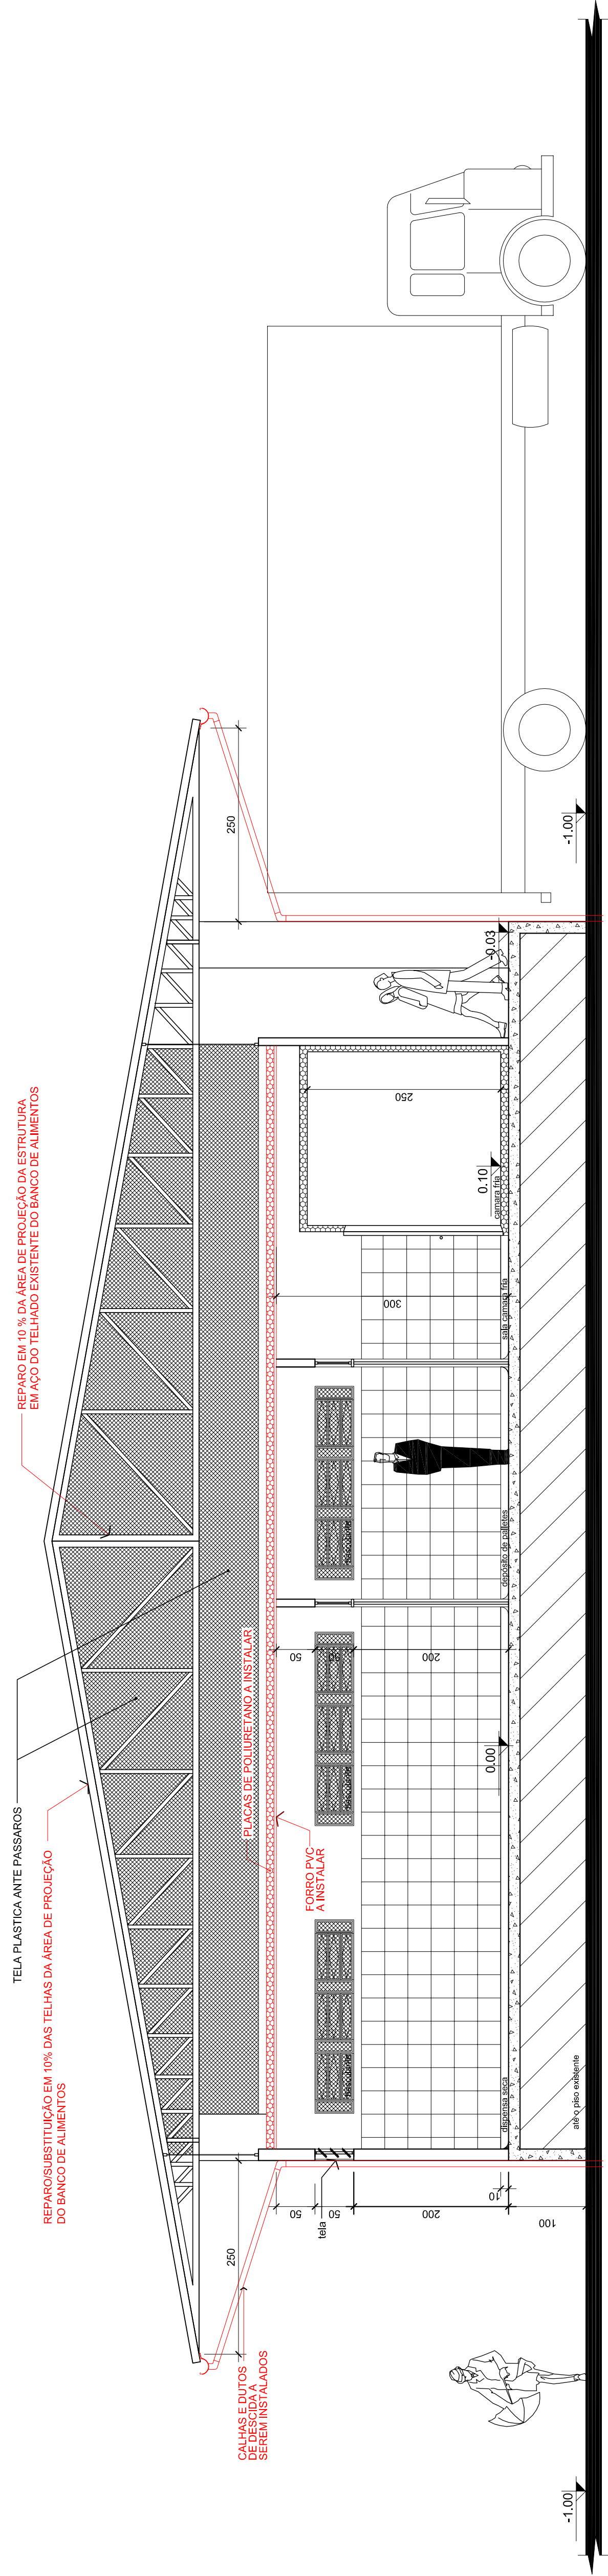 TELA PLASTICA ANTE PASSAROS
REPARO/SUBSTITUIÇÃO EM 10% DAS TELHAS DA ÁREA DE PROJEÇÃO
DO BANCO DE ALIMENTOS
REPARO EM 10 % DA ÁREA DE PROJEÇÃO DA ESTRUTURA
EM AÇO DO TELHADO EXISTENTE DO BANCO DE ALIMENTOS
CALHAS E DUTOS
DE DESCIDA A
SEREM INSTALADOS
250
250
PLACAS DE POLIURETANO A INSTALAR
FORRO PVC
A INSTALAR
50
50
tela
200
10
100
basculante
basculante
basculante
50
50
200
300
250
0.10
camara fria
-0.03
0.00
dispensa seca
depósito de palletes
sala camara fria
até o piso existente
-1.00
-1.00